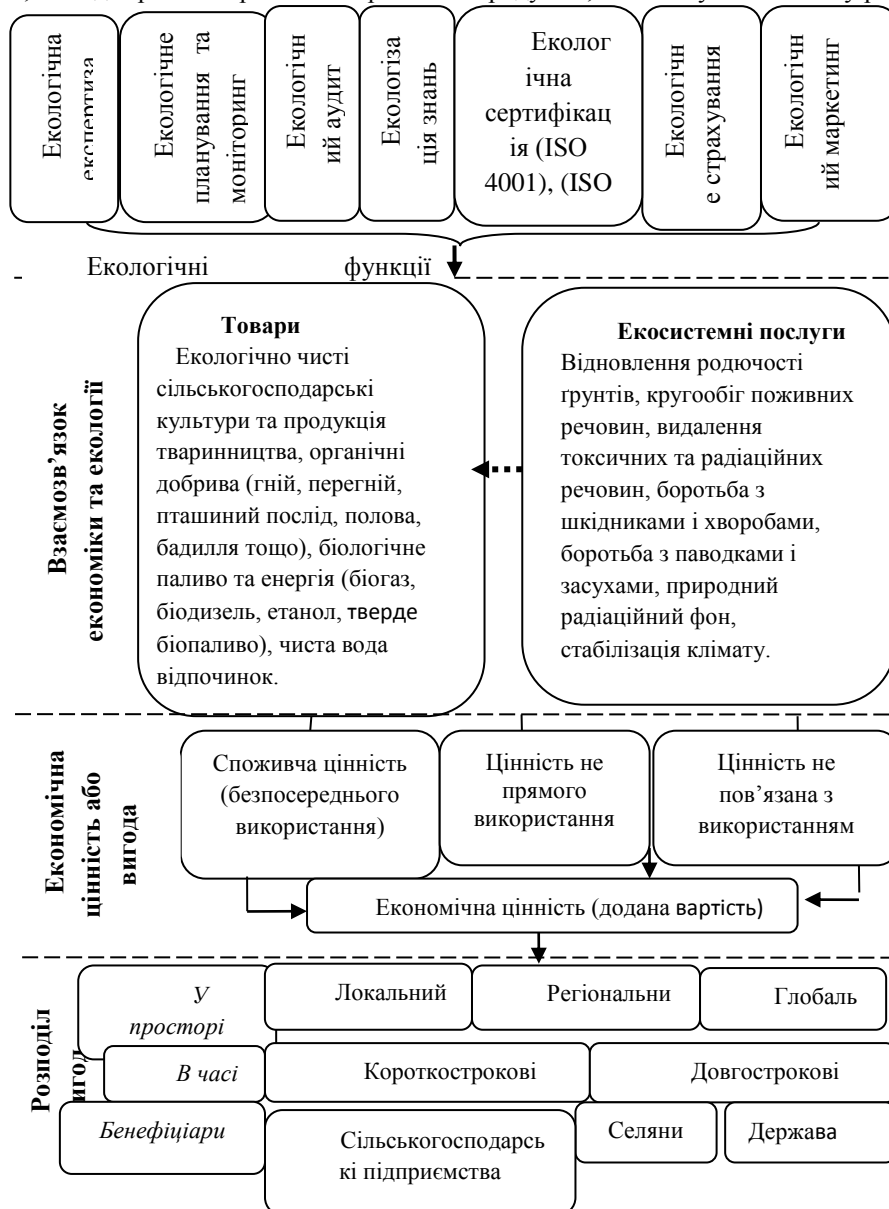 Екологічна
експертиза
Екологічне
планування та
моніторинг
Екологічн
ий аудит
Екологіза
ція знань
Еколог
ічна
сертифікац
ія (ISO
4001), (ISO
Екологічн
е страхування
Екологічн
ий маркетинг
Екологічні функції
Взаємозв’язок
економіки та екології
Товари
Екологічно чисті
сільськогосподарські
культури та продукція
тваринництва, органічні
добрива (гній, перегній,
пташиний послід, полова,
бадилля тощо), біологічне
паливо та енергія (біогаз,
біодизель, етанол, тверде
біопаливо), чиста вода
відпочинок.
Екосистемні послуги
Відновлення родючості
ґрунтів, кругообіг поживних
речовин, видалення
токсичних та радіаційних
речовин, боротьба з
шкідниками і хворобами,
боротьба з паводками і
засухами, природний
радіаційний фон,
стабілізація клімату.
Економічна
цінність або
вигода
Споживча цінність
(безпосереднього
використання)
Цінність не
прямого
використання
Цінність не
пов’язана з
використанням
Економічна цінність (додана вартість)
Розподіл
вигод
У
просторі
Локальний
Регіональни
Глобаль
В часі
Короткострокові
Довгострокові
Бенефіціари
Сільськогосподарсь
кі підприємства
Селяни
Держава